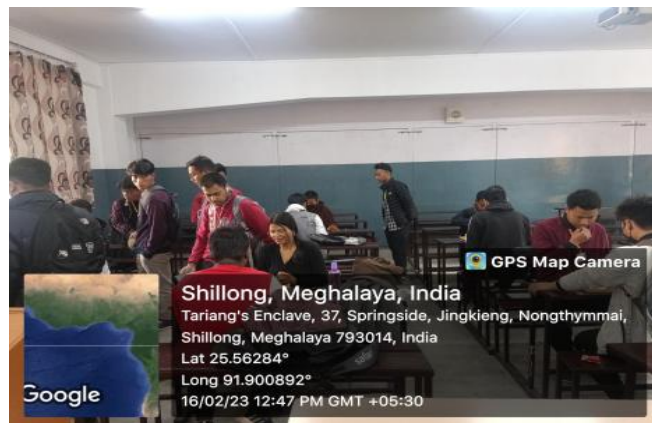 GPS Map Camera
Shillong, Meghalaya, India
Tariang's Enclave, 37, Springside, Jingkieng, Nongthymmai,
Shillong, Meghalaya 793014, India
Lat 25.56284°
Long 91.900892°
16/02/23 12:47 PM GMT +05:30
Google